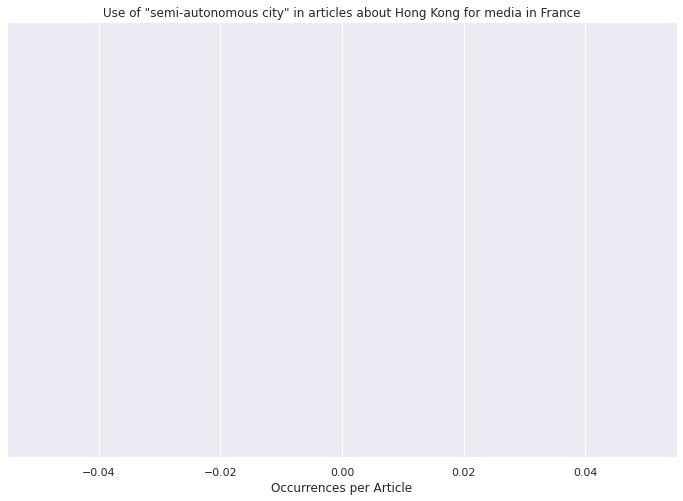 Use of "semi-autonomous city" in articles about Hong Kong for media in France
−0.04 −0.02 0.00 0.02 0.04
Occurrences per Article